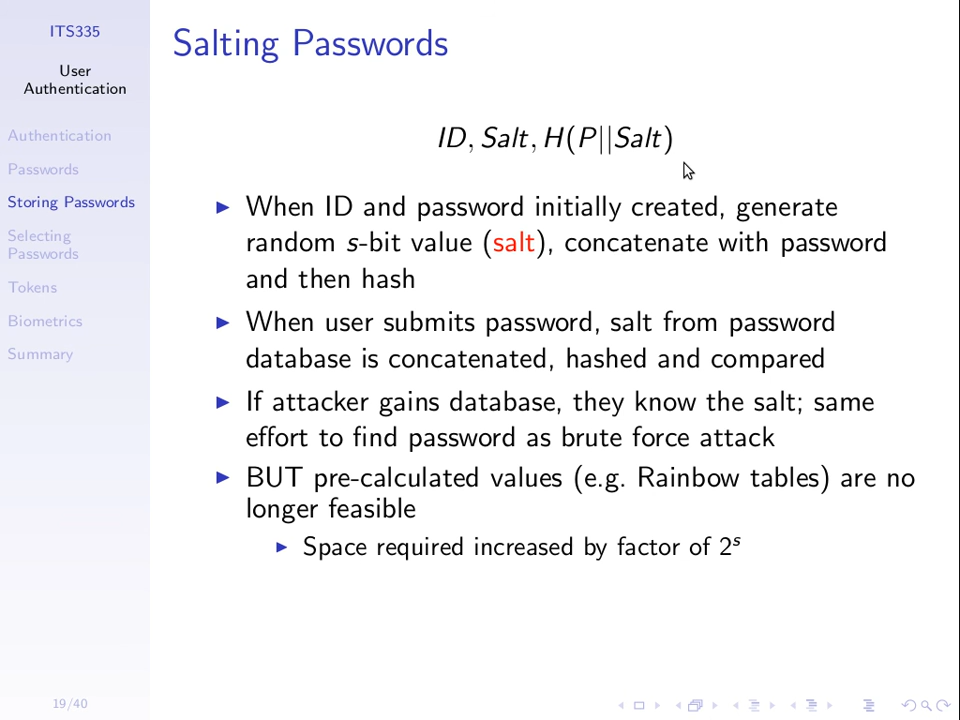 ITS335
User
Authentication
Authentication
Passwords
Storing Passwords
Selecting
Passwords
Tokens
Biometrics
Summary
19/40
Salting Passwords
ID, Salt, H(P||Salt)
When ID and password initially created, generate
random s-bit value (salt), concatenate with password
and then hash
When user submits password, salt from password
database is concatenated, hashed and compared
If attacker gains database, they know the salt; same
effort to find password as brute force attack
BUT pre-calculated values (e.g. Rainbow tables) are no
longer feasible
Space required increased by factor of 2ˢ